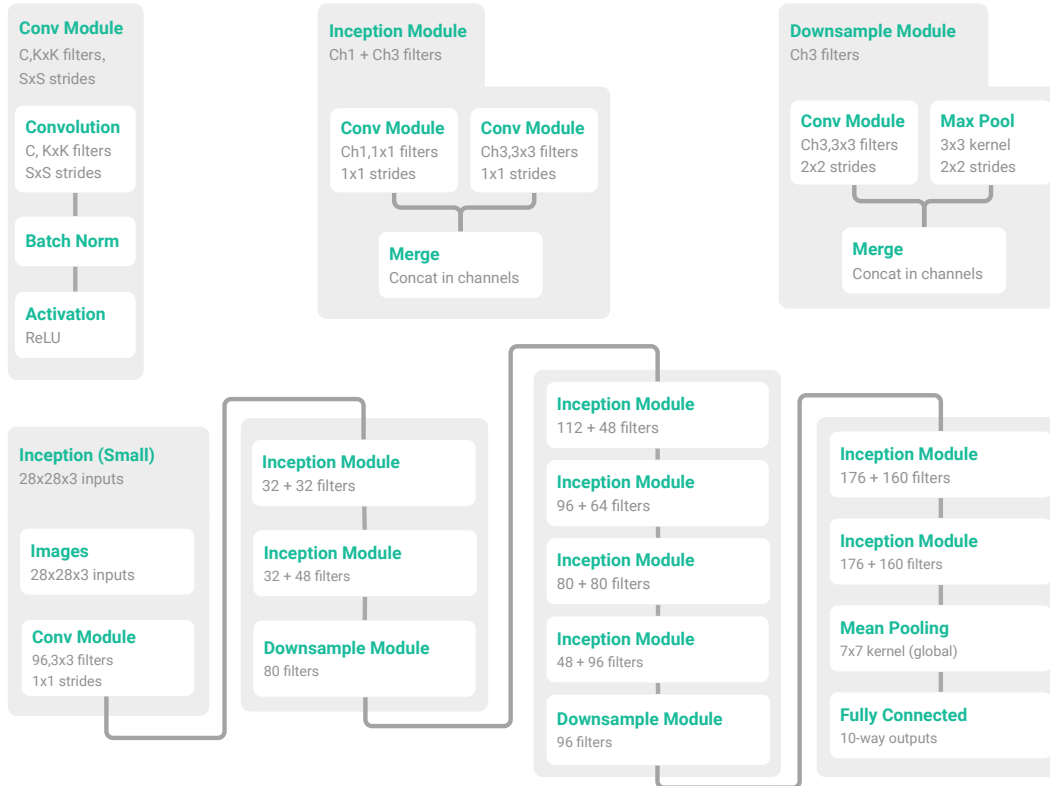 Conv Module
C,KxK filters,
SxS strides
Convolution
C, KxK filters
SxS strides
Batch Norm
Activation
ReLU
Inception Module
Ch1 + Ch3 filters
Conv Module
Ch1,1x1 filters
1x1 strides
Conv Module
Ch3,3x3 filters
1x1 strides
Merge
Concat in channels
Downsample Module
Ch3 filters
Conv Module
Ch3,3x3 filters
2x2 strides
Max Pool
3x3 kernel
2x2 strides
Merge
Concat in channels
Inception (Small)
28x28x3 inputs
Images
28x28x3 inputs
Conv Module
96,3x3 filters
1x1 strides
Inception Module
32 + 32 filters
Inception Module
32 + 48 filters
Downsample Module
80 filters
Inception Module
112 + 48 filters
Inception Module
96 + 64 filters
Inception Module
80 + 80 filters
Inception Module
48 + 96 filters
Downsample Module
96 filters
Inception Module
176 + 160 filters
Inception Module
176 + 160 filters
Mean Pooling
7x7 kernel (global)
Fully Connected
10-way outputs